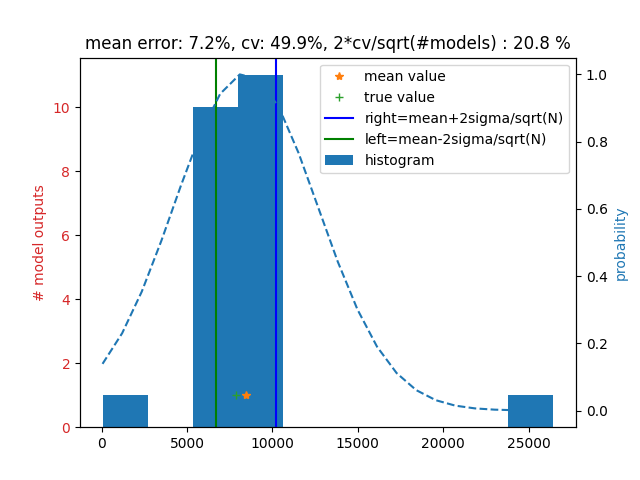 mean error: 7.2%, cv: 49.9%, 2*cv/sqrt(#models) : 20.8 %
mean value
true value
right=mean+2sigma/sqrt(N)
left=mean-2sigma/sqrt(N)
histogram
# model outputs
10
8
6
4
2
0
probability
1.0
0.8
0.6
0.4
0.2
0.0
0
5000
10000
15000
20000
25000